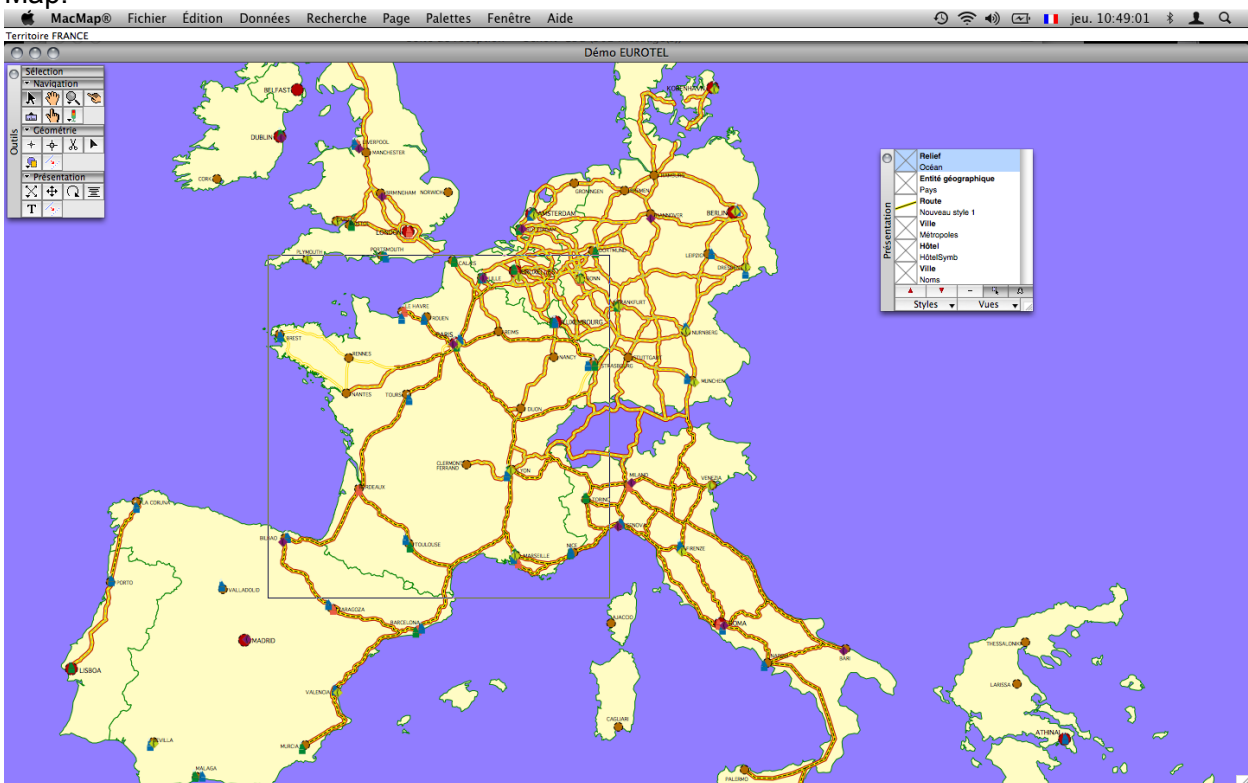 Map.
MacMap® Fichier Édition Données Recherche Page Palettes Fenêtre Aide jeu. 10:49:01
Territoire FRANCE
Démo EUROTEL
Outils
Sélection
Navigation
Géométrie
Présentation
T
Présentation
Relief
Océan
Entité géographique
Pays
Route
Nouveau style 1
Ville
Métropoles
Hôtel
HôtelSymb
Ville
Noms
Styles Vues
BELFAST
KOBENHAVN
DUBLIN
LIVERPOOL
MANCHESTER
CORK
BIRMINGHAM
NORWICH
GRONINGEN
AMSTERDAM
HANNOVER
BERLIN
LONDON
PLYMOUTH
PORTSMOUTH
DORTMUND
LEIPZIG
DRESDEN
CALAIS
LILLE
BONN
FRANKFURT
LE HAVRE
ROUEN
LUXEMBOURG
PARIS
REIMS
NURNBERG
BREST
RENNES
NANCY
STUTTGART
STRASBOURG
MUNCHEN
NANTES
TOURS
DIJON
CLERMONT
FERRAND
LYON
MILANO
VENEZIA
BORDEAUX
TORINO
LA CORUNA
GENOVA
BILBAO
TOULOUSE
MARSEILLE
NICE
FIRENZE
PORTO
VALLADOLID
ZARAGOZA
BARCELONA
AJACCIO
ROMA
MADRID
THESSALONIKI
LISBOA
BARI
LARISSA
VALENCIA
CAGLIARI
ATHINAI
SEVILLA
MURCIA
MALAGA
PALERMO